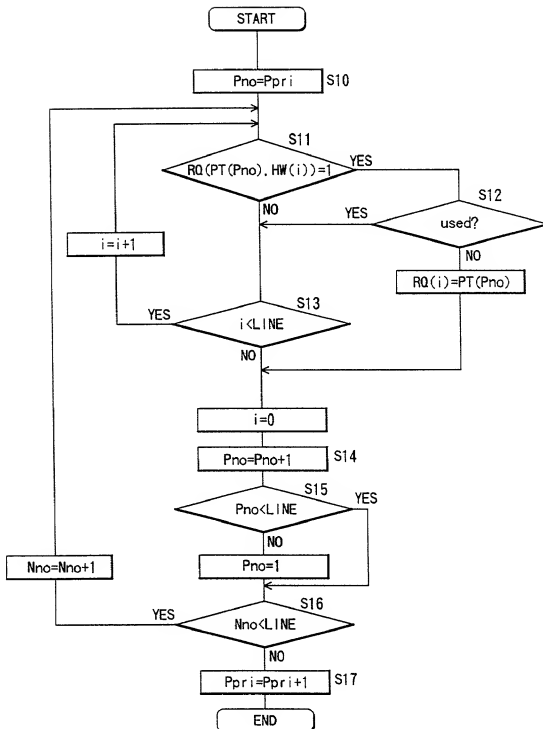 START
Pno=Ppri S10
S11
RQ(PT(Pno),HW(i))=1 YES
NO
S12
YES used?
NO
i=i+1
RQ(i)=PT(Pno)
S13
YES i<LINE
NO
i=0
Pno=Pno+1 S14
S15
Pno<LINE YES
NO
Nno=Nno+1
Pno=1
S16
YES Nno<LINE
NO
Ppri=Ppri+1 S17
END